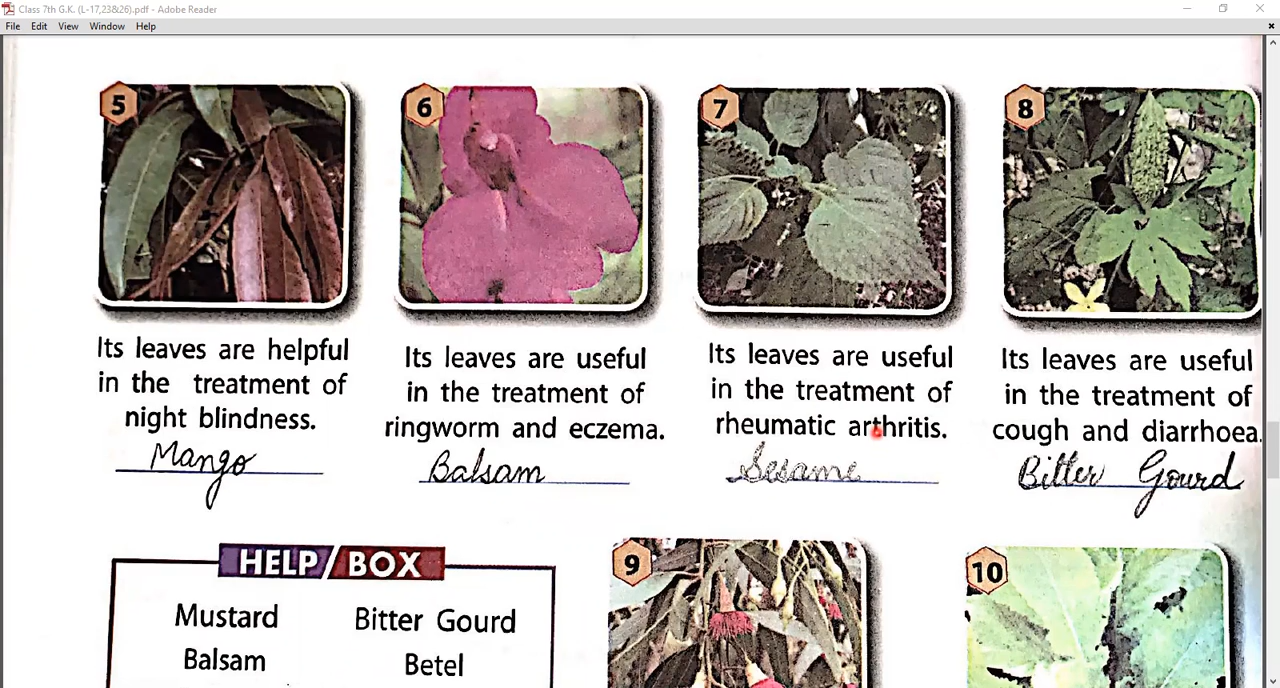 Class 7th G.K. (L-17,23&26).pdf - Adobe Reader
File Edit View Window Help
5
6
7
8
Its leaves are helpful
in the treatment of
night blindness.
Mango
Its leaves are useful
in the treatment of
ringworm and eczema.
Balsam
Its leaves are useful
in the treatment of
rheumatic arthritis.
Sesame
Its leaves are useful
in the treatment of
cough and diarrhoea.
Bitter Gourd
HELP/BOX
Mustard Bitter Gourd
Balsam Betel
9
10